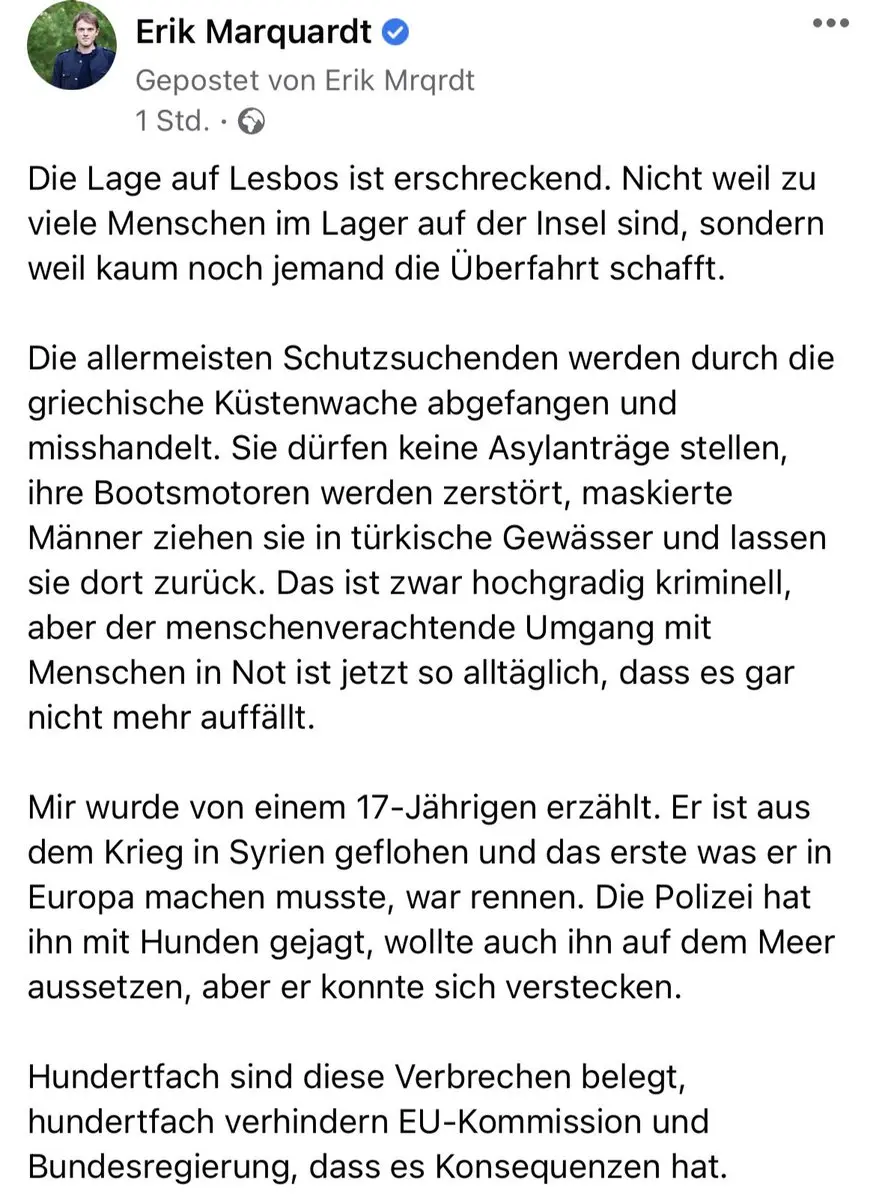 Erik Marquardt
Gepostet von Erik Mrqrdt
1 Std. ·
Die Lage auf Lesbos ist erschreckend. Nicht weil zu
viele Menschen im Lager auf der Insel sind, sondern
weil kaum noch jemand die Überfahrt schafft.
Die allermeisten Schutzsuchenden werden durch die
griechische Küstenwache abgefangen und
misshandelt. Sie dürfen keine Asylanträge stellen,
ihre Bootsmotoren werden zerstört, maskierte
Männer ziehen sie in türkische Gewässer und lassen
sie dort zurück. Das ist zwar hochgradig kriminell,
aber der menschenverachtende Umgang mit
Menschen in Not ist jetzt so alltäglich, dass es gar
nicht mehr auffällt.
Mir wurde von einem 17-Jährigen erzählt. Er ist aus
dem Krieg in Syrien geflohen und das erste was er in
Europa machen musste, war rennen. Die Polizei hat
ihn mit Hunden gejagt, wollte auch ihn auf dem Meer
aussetzen, aber er konnte sich verstecken.
Hundertfach sind diese Verbrechen belegt,
hundertfach verhindern EU-Kommission und
Bundesregierung, dass es Konsequenzen hat.